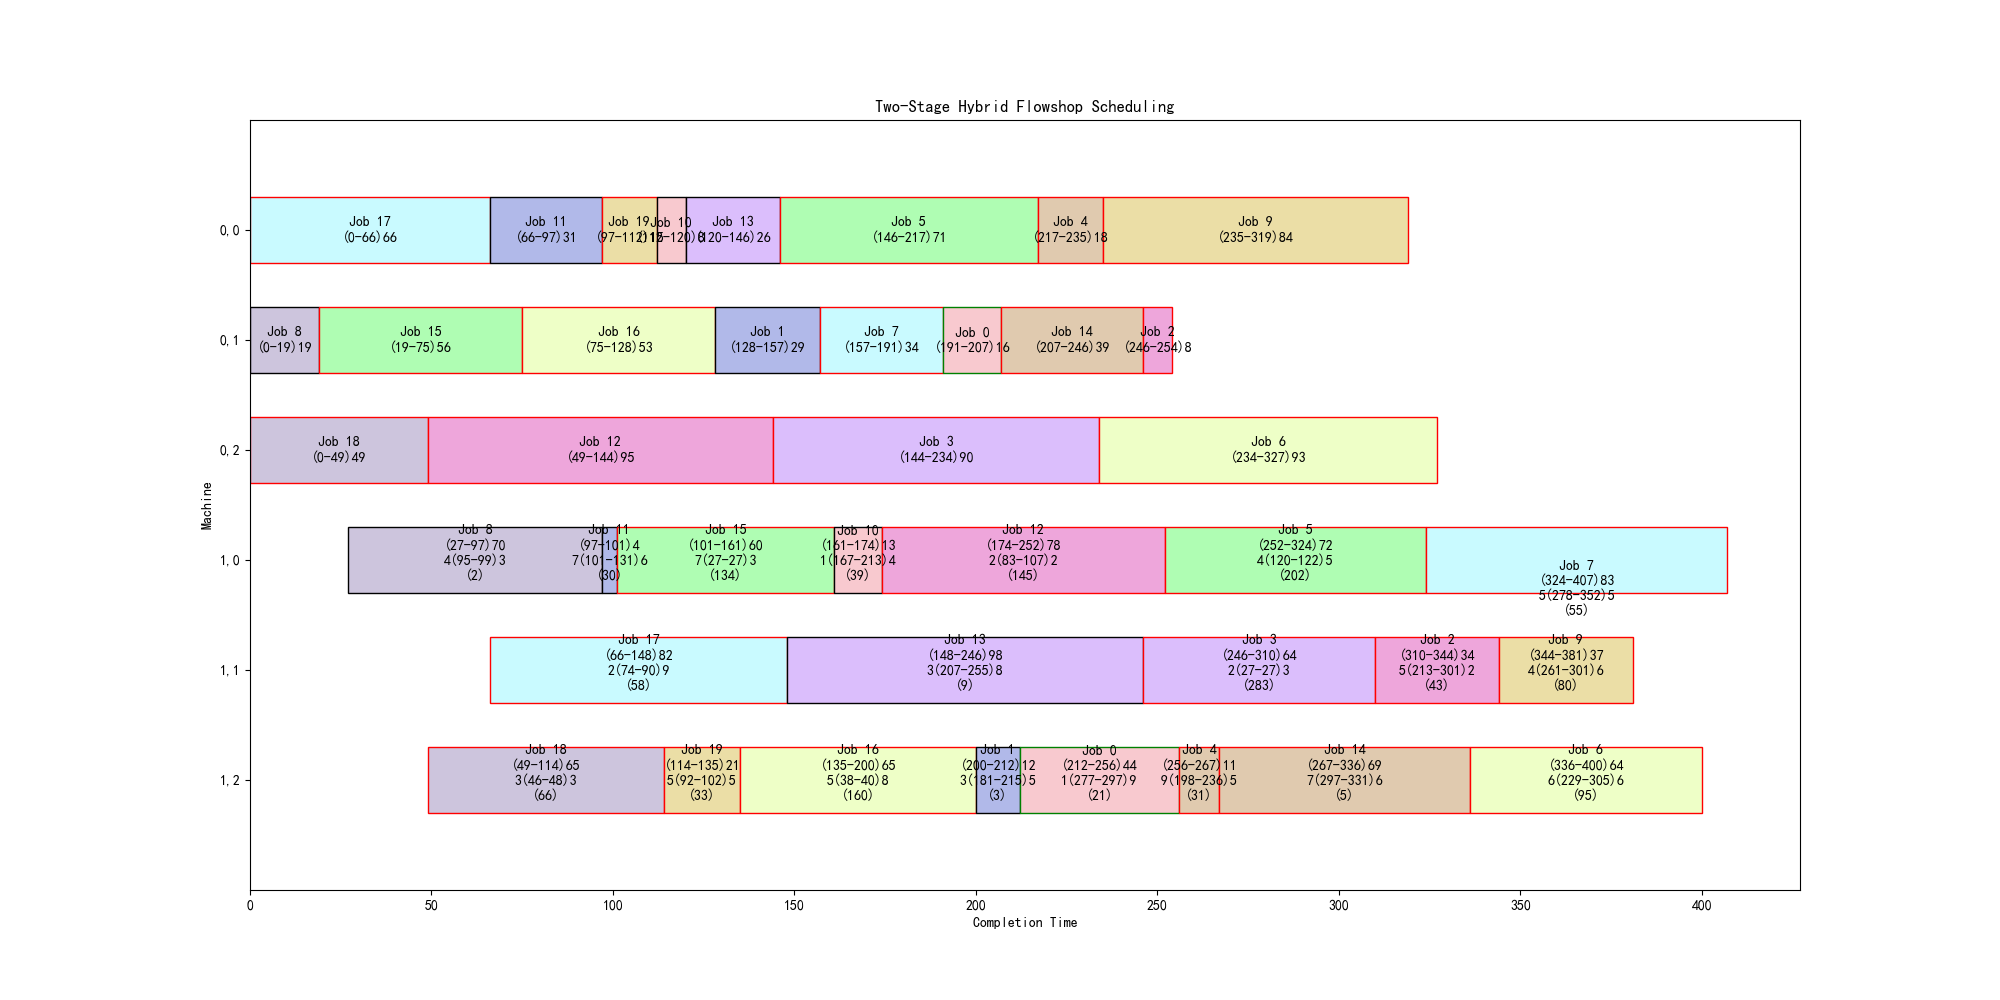 Two-Stage Hybrid Flowshop Scheduling
Machine
0,0
Job 17
(0-66)66
Job 11
(66-97)31
Job 19
(97-112)15
Job 10
(112-120)8
Job 13
(120-146)26
Job 5
(146-217)71
Job 4
(217-235)18
Job 9
(235-319)84
0,1
Job 8
(0-19)19
Job 15
(19-75)56
Job 16
(75-128)53
Job 1
(128-157)29
Job 7
(157-191)34
Job 0
(191-207)16
Job 14
(207-246)39
Job 2
(246-254)8
0,2
Job 18
(0-49)49
Job 12
(49-144)95
Job 3
(144-234)90
Job 6
(234-327)93
1,0
Job 8
(27-97)70
4(95-99)3
(2)
Job 11
(97-101)4
7(101-131)6
(30)
Job 15
(101-161)60
7(27-27)3
(134)
Job 10
(161-174)13
1(167-213)4
(39)
Job 12
(174-252)78
2(83-107)2
(145)
Job 5
(252-324)72
4(120-122)5
(202)
Job 7
(324-407)83
5(278-352)5
(55)
1,1
Job 17
(66-148)82
2(74-90)9
(58)
Job 13
(148-246)98
3(207-255)8
(9)
Job 3
(246-310)64
2(27-27)3
(283)
Job 2
(310-344)34
5(213-301)2
(43)
Job 9
(344-381)37
4(261-301)6
(80)
1,2
Job 18
(49-114)65
3(46-48)3
(66)
Job 19
(114-135)21
5(92-102)5
(33)
Job 16
(135-200)65
5(38-40)8
(160)
Job 1
(200-212)12
3(181-215)5
(3)
Job 0
(212-256)44
1(277-297)9
(21)
Job 4
(256-267)11
9(198-236)5
(31)
Job 14
(267-336)69
7(297-331)6
(5)
Job 6
(336-400)64
6(229-305)6
(95)
0 50 100 150 200 250 300 350 400
Completion Time